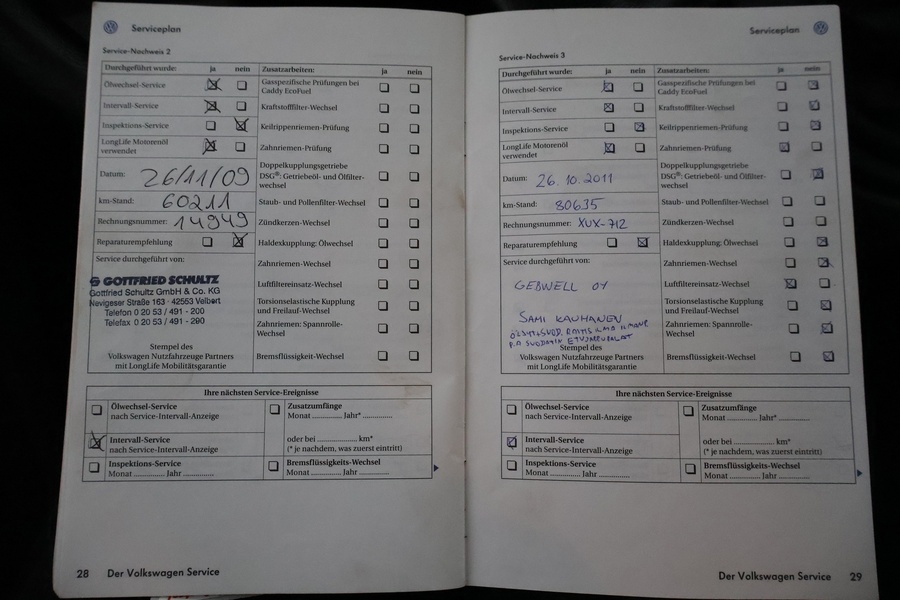 Serviceplan
Service-Nachweis 2
Durchgeführt wurde: ja nein
Ölwechsel-Service
Intervall-Service
Inspektions-Service
LongLife Motorenöl
verwendet
Datum: 26/11/09
km-Stand: 60211
Rechnungsnummer: 14949
Reparaturempfehlung
Service durchgeführt von:
GOTTFRIED SCHULTZ
Gottfried Schultz GmbH & Co. KG
Nevigeser Straße 163 · 42553 Velbert
Telefon 0 20 53 / 491 - 200
Telefax 0 20 53 / 491 - 290
Stempel des
Volkswagen Nutzfahrzeuge Partners
mit LongLife Mobilitätsgarantie
Zusatzarbeiten: ja nein
Gasspezifische Prüfungen bei
Caddy EcoFuel
Kraftstofffilter-Wechsel
Keilrippenriemen-Prüfung
Zahnriemen-Prüfung
Doppelkupplungsgetriebe
DSG®: Getriebeöl- und Ölfilter-
wechsel
Staub- und Pollenfilter-Wechsel
Zündkerzen-Wechsel
Haldexkupplung: Ölwechsel
Zahnriemen-Wechsel
Luftfiltereinsatz-Wechsel
Torsionselastische Kupplung
und Freilauf-Wechsel
Zahnriemen: Spannrolle-
Wechsel
Bremsflüssigkeits-Wechsel
Ihre nächsten Service-Ereignisse
Ölwechsel-Service
nach Service-Intervall-Anzeige
Intervall-Service
nach Service-Intervall-Anzeige
Inspektions-Service
Monat ............ Jahr ............
Zusatzumfänge
Monat ............ Jahr* ............
oder bei ................ km*
(* je nachdem, was zuerst eintritt)
Bremsflüssigkeits-Wechsel
Monat ............ Jahr ............
28 Der Volkswagen Service
Serviceplan
Service-Nachweis 3
Durchgeführt wurde: ja nein
Ölwechsel-Service
Intervall-Service
Inspektions-Service
LongLife Motorenöl
verwendet
Datum: 26.10.2011
km-Stand: 80635
Rechnungsnummer: XUX-712
Reparaturempfehlung
Service durchgeführt von:
GEBWELL OY
SAMI KAUHANEN
Stempel des
Volkswagen Nutzfahrzeuge Partners
mit LongLife Mobilitätsgarantie
Zusatzarbeiten: ja nein
Gasspezifische Prüfungen bei
Caddy EcoFuel
Kraftstofffilter-Wechsel
Keilrippenriemen-Prüfung
Zahnriemen-Prüfung
Doppelkupplungsgetriebe
DSG®: Getriebeöl- und Ölfilter-
wechsel
Staub- und Pollenfilter-Wechsel
Zündkerzen-Wechsel
Haldexkupplung: Ölwechsel
Zahnriemen-Wechsel
Luftfiltereinsatz-Wechsel
Torsionselastische Kupplung
und Freilauf-Wechsel
Zahnriemen: Spannrolle-
Wechsel
Bremsflüssigkeit-Wechsel
Ihre nächsten Service-Ereignisse
Ölwechsel-Service
nach Service-Intervall-Anzeige
Intervall-Service
nach Service-Intervall-Anzeige
Inspektions-Service
Monat ............ Jahr ............
Zusatzumfänge
Monat ............ Jahr* ............
oder bei ................ km*
(* je nachdem, was zuerst eintritt)
Bremsflüssigkeits-Wechsel
Monat ............ Jahr ............
Der Volkswagen Service 29